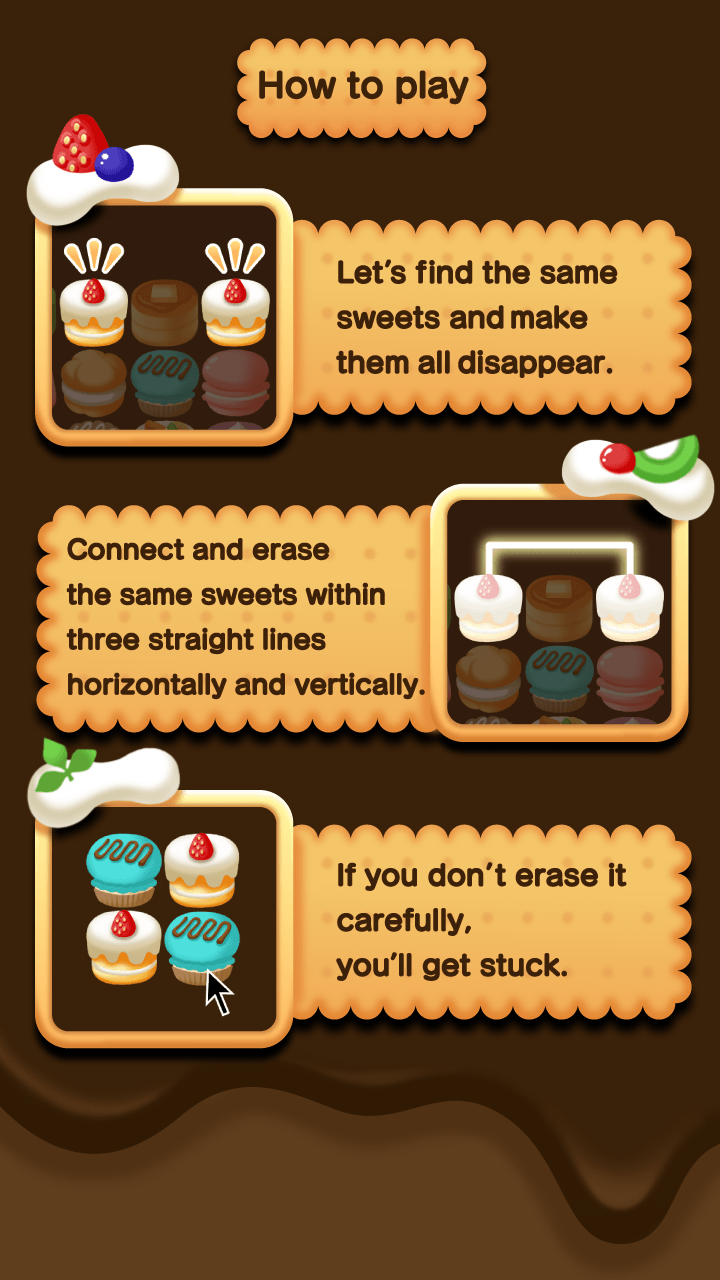 How to play
Let's find the same
sweets and make
them all disappear.
Connect and erase
the same sweets within
three straight lines
horizontally and vertically.
If you don't erase it
carefully,
you'll get stuck.